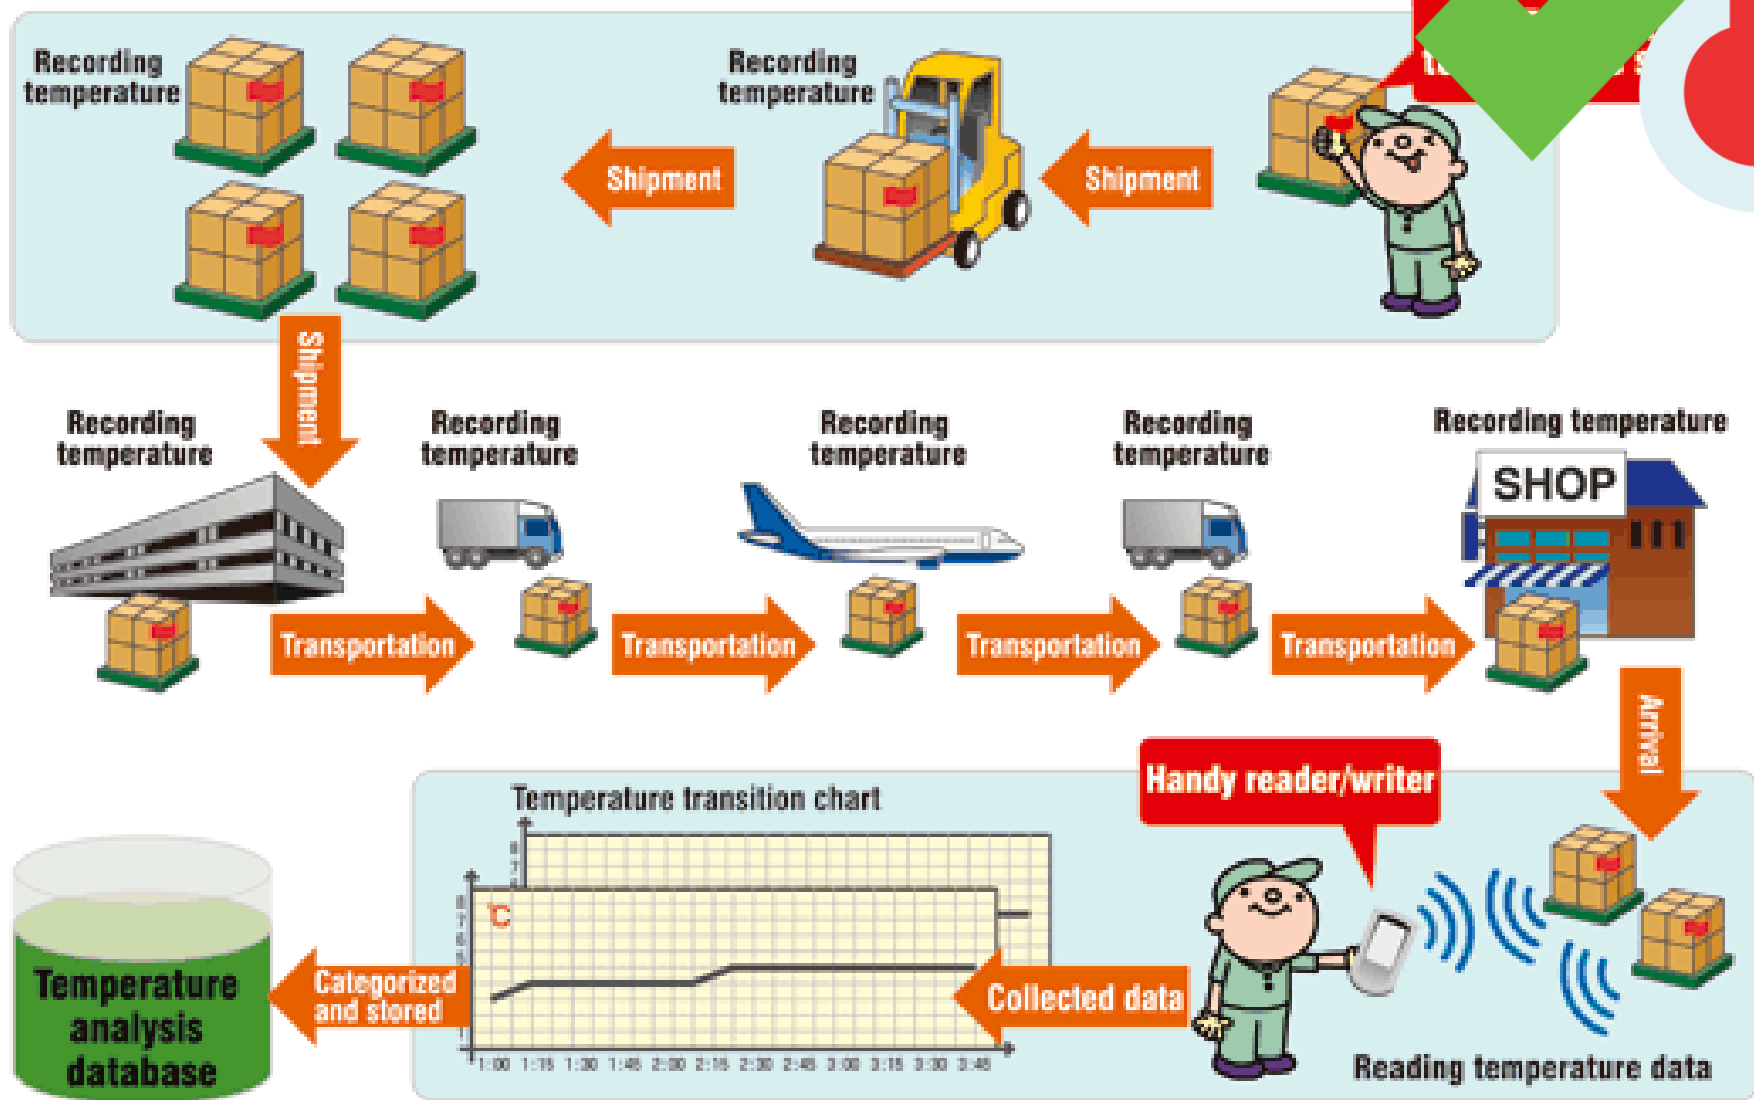 Recording
temperature
Recording
temperature
Shipment
Shipment
Shipment
Recording
temperature
Recording
temperature
Recording
temperature
Recording
temperature
Recording temperature
SHOP
Transportation
Transportation
Transportation
Transportation
Arrival
Handy reader/writer
Temperature transition chart
℃
Temperature
analysis
database
Categorized
and stored
Collected data
1:00 1:15 1:30 1:45 2:00 2:15 2:30 2:45 3:00 3:15 3:30 3:45
Reading temperature data